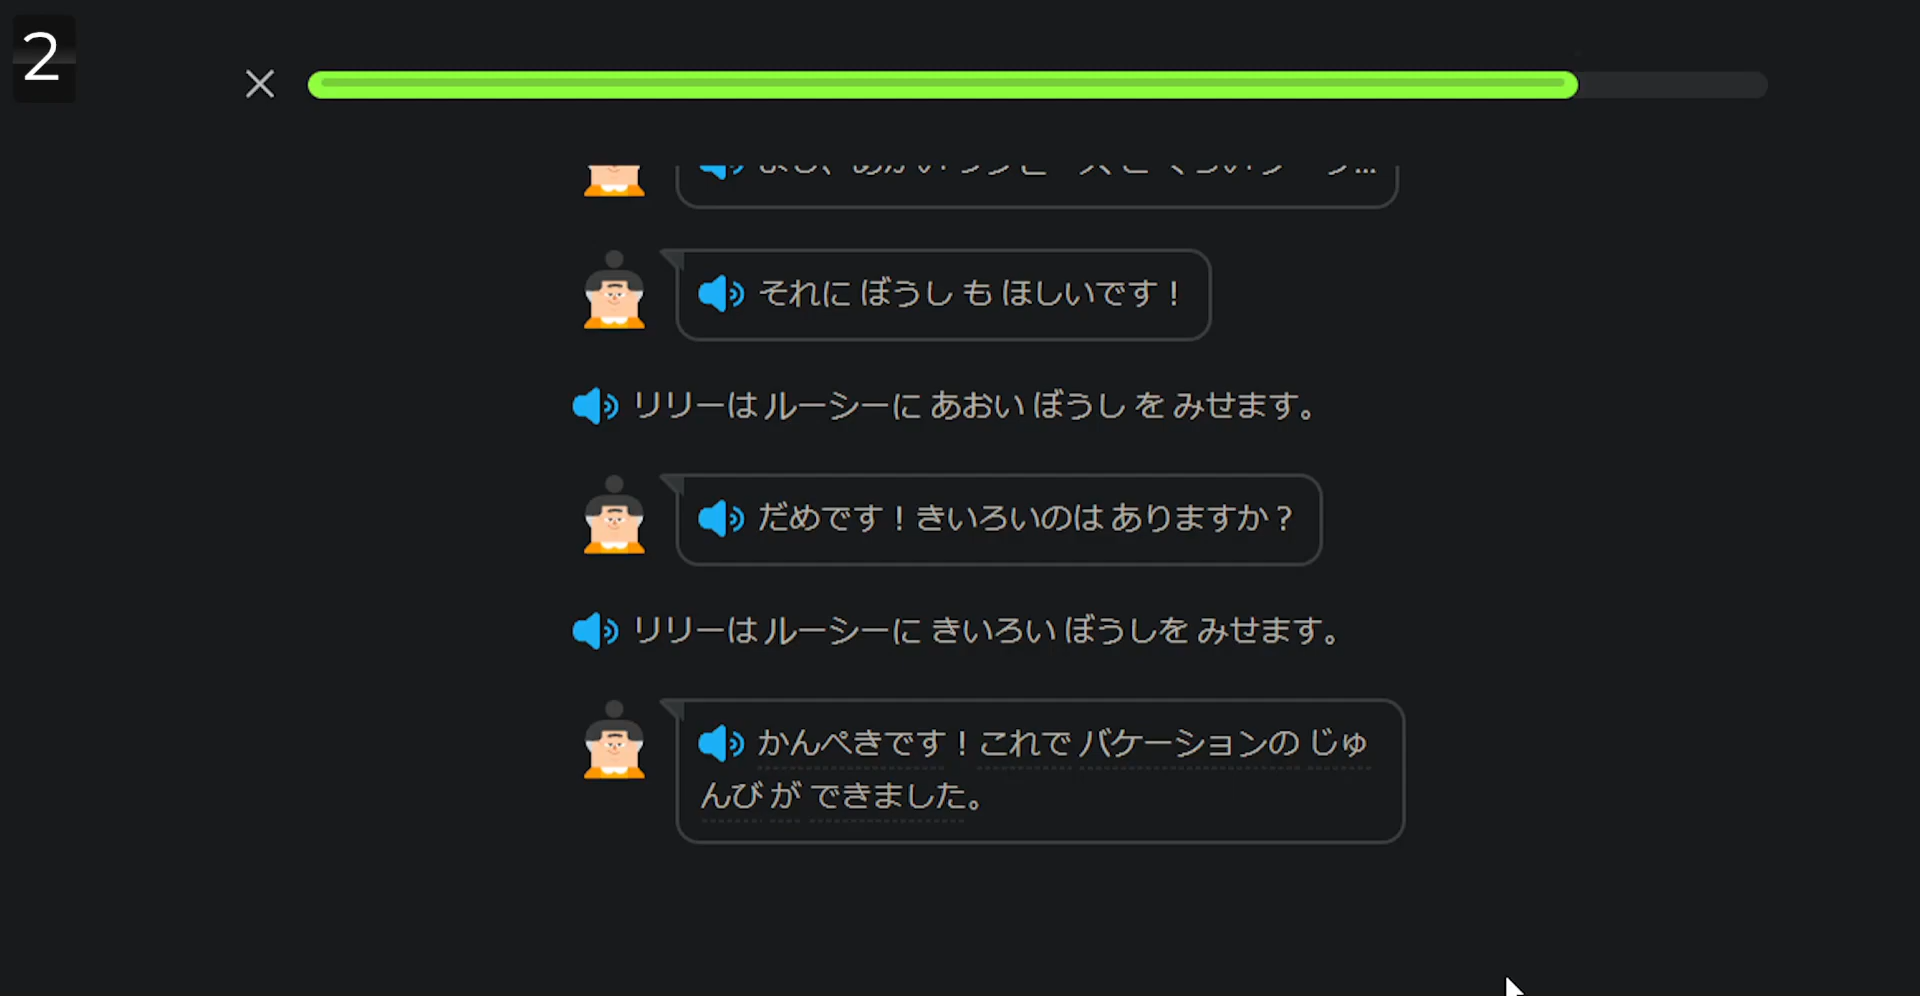 2
それに ぼうし も ほしいです！
リリーは ルーシーに あおい ぼうし を みせます。
だめです！きいろいのは ありますか？
リリーは ルーシーに きいろい ぼうしを みせます。
かんぺきです！これで バケーションの じゅ
んび が できました。